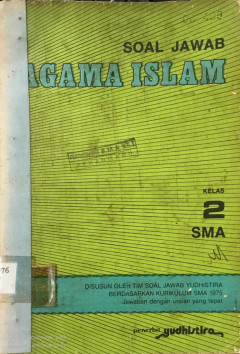 SOAL JAWAB
AGAMA ISLAM
KELAS
2
SMA
76
DISUSUN OLEH TIM SOAL JAWAB YUDHISTIRA
BERDASARKAN KURIKULUM SMA 1975
Jawaban dengan uraian yang tepat
penerbit yudhistira